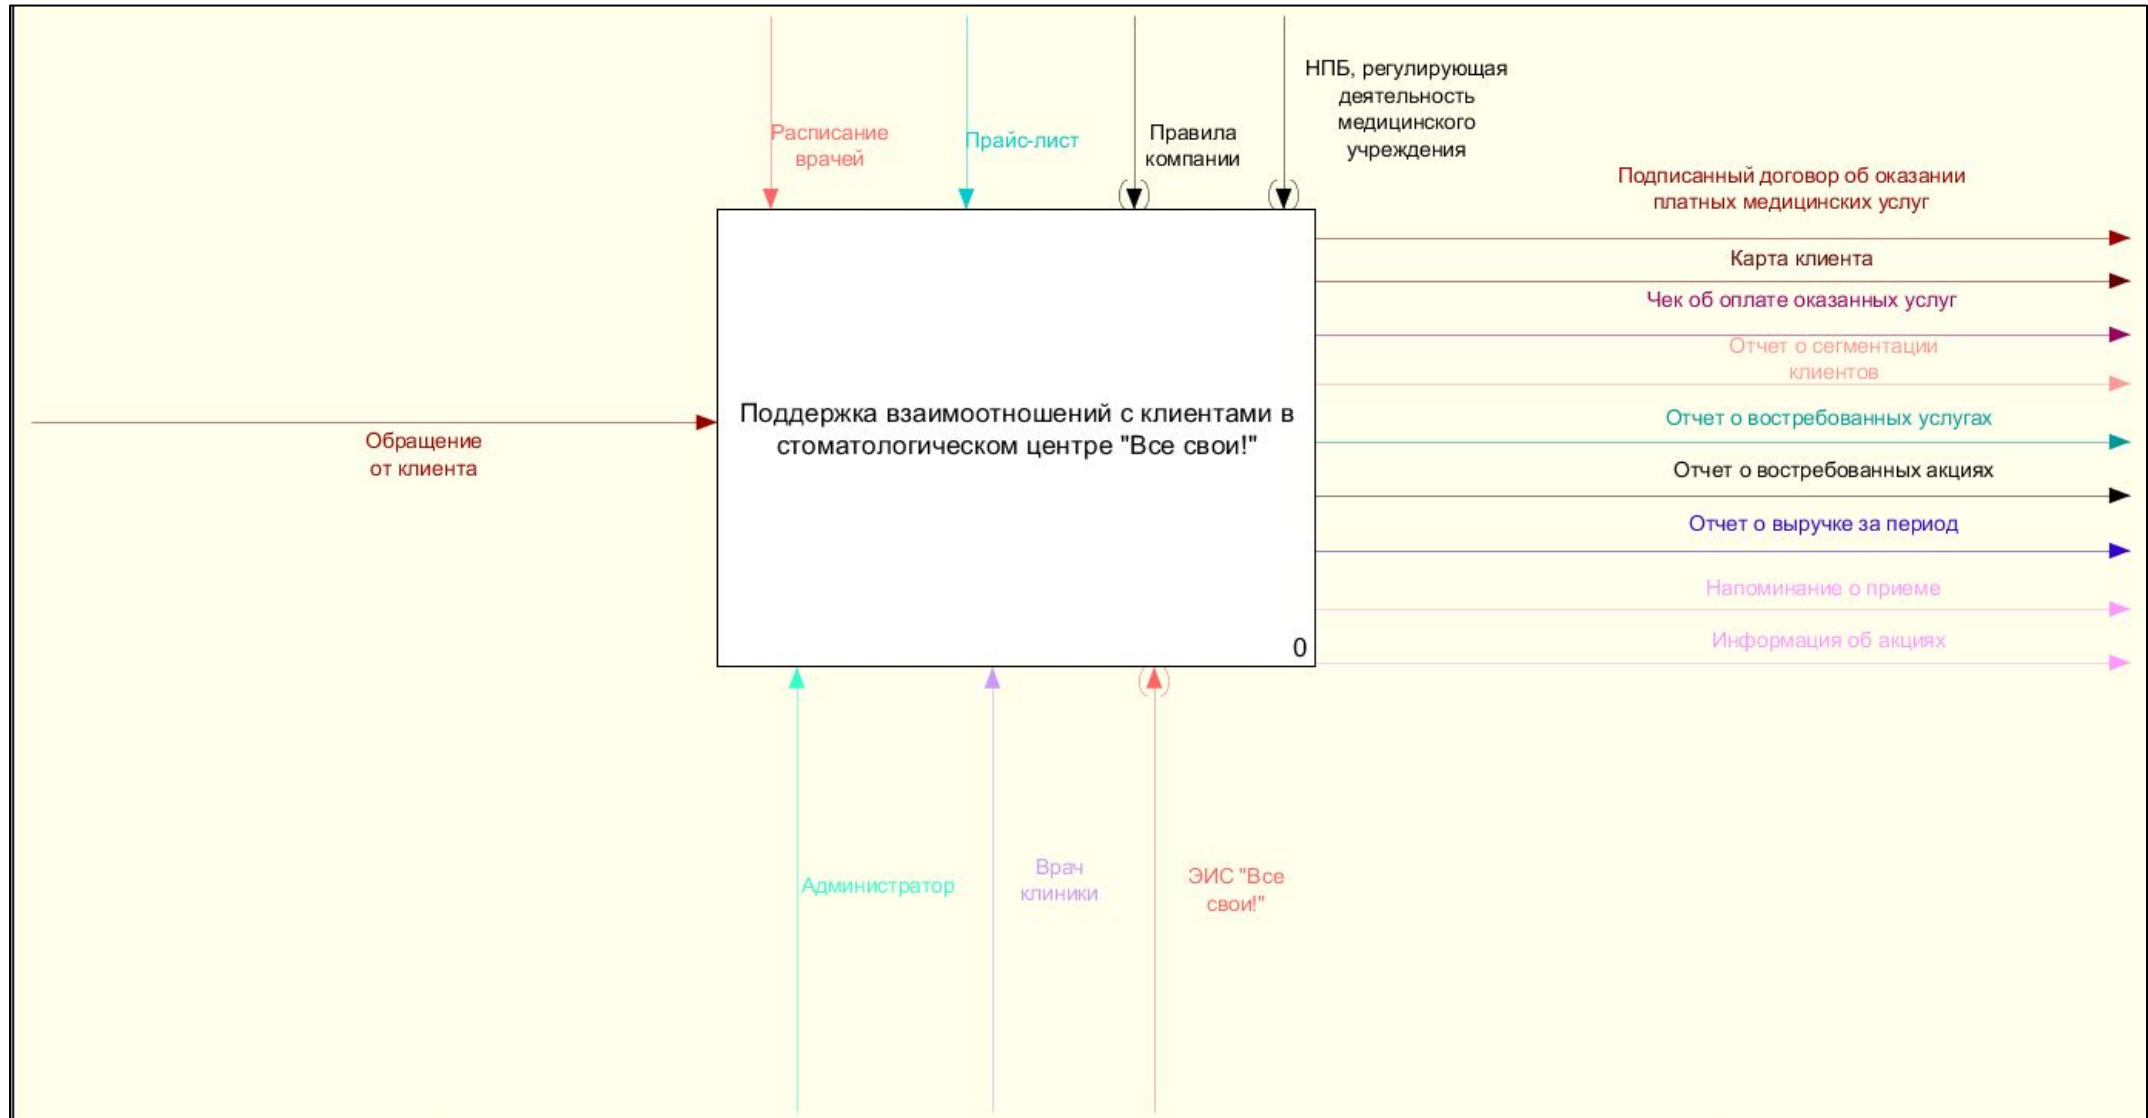 Расписание
врачей
Прайс-лист
Правила
компании
НПБ, регулирующая
деятельность
медицинского
учреждения
Подписанный договор об оказании
платных медицинских услуг
Карта клиента
Чек об оплате оказанных услуг
Отчет о сегментации
клиентов
Отчет о востребованных услугах
Отчет о востребованных акциях
Отчет о выручке за период
Напоминание о приеме
Информация об акциях
Обращение
от клиента
Поддержка взаимоотношений с клиентами в
стоматологическом центре "Все свои!"
0
Администратор
Врач
клиники
ЭИС "Все
свои!"